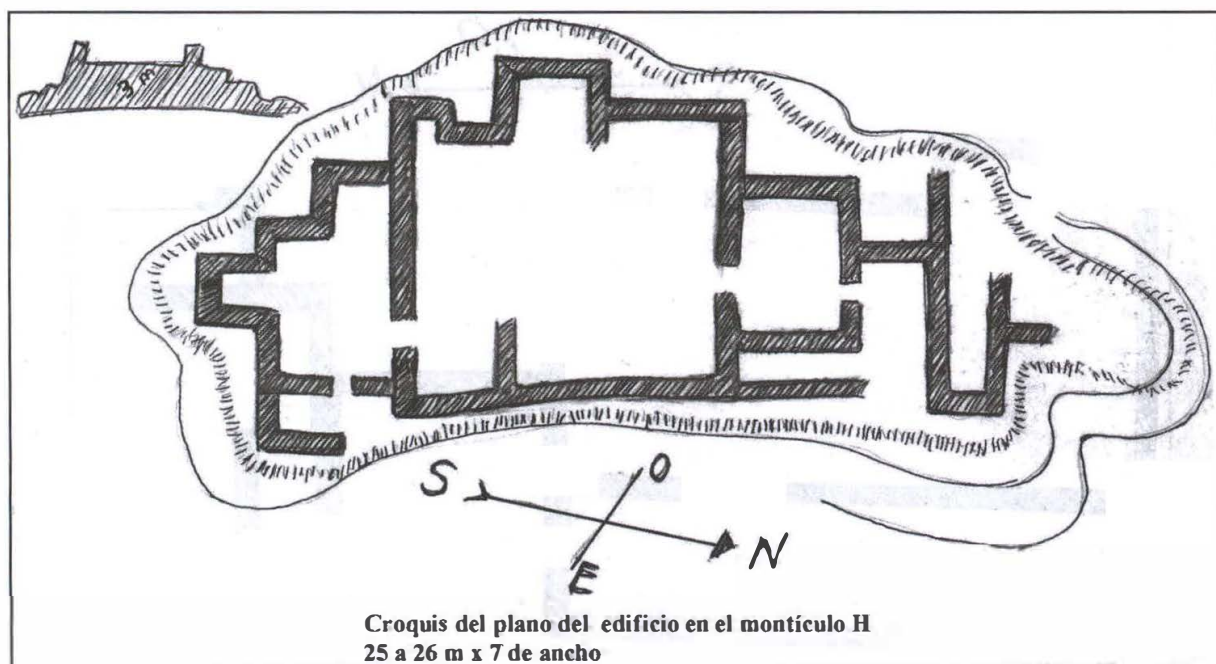 3 m
S
O
E
N
Croquis del plano del edificio en el montículo H
25 a 26 m x 7 de ancho